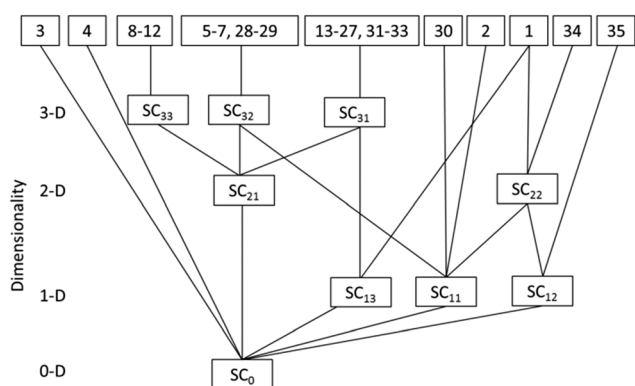 3 4 8-12 5-7, 28-29 13-27, 31-33 30 2 1 34 35
3-D SC₃₃ SC₃₂ SC₃₁
2-D SC₂₁ SC₂₂
Dimensionality
1-D SC₁₃ SC₁₁ SC₁₂
0-D SC₀